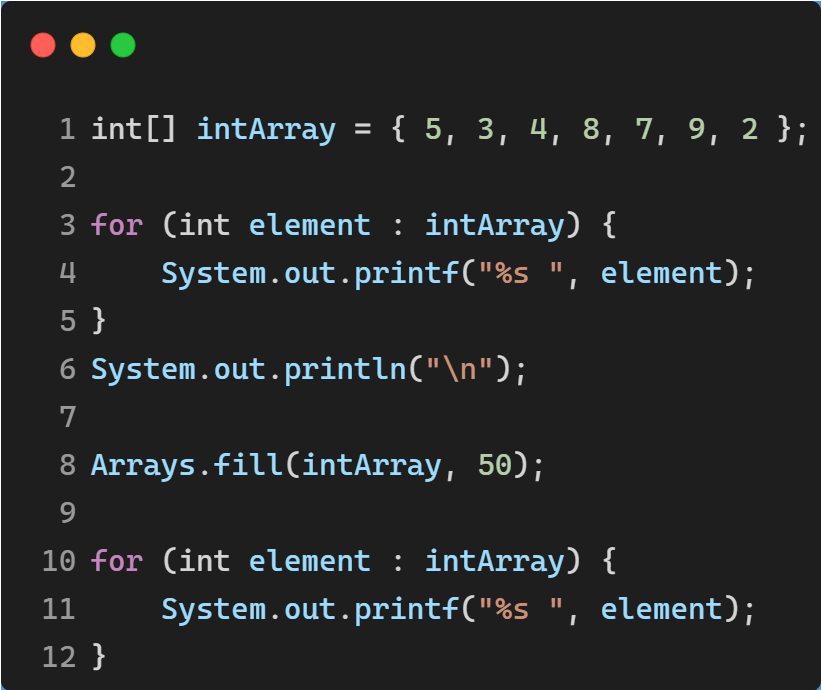 1 int[] intArray = { 5, 3, 4, 8, 7, 9, 2 };
2
3 for (int element : intArray) {
4     System.out.printf("%s ", element);
5 }
6 System.out.println("\n");
7
8 Arrays.fill(intArray, 50);
9
10 for (int element : intArray) {
11     System.out.printf("%s ", element);
12 }